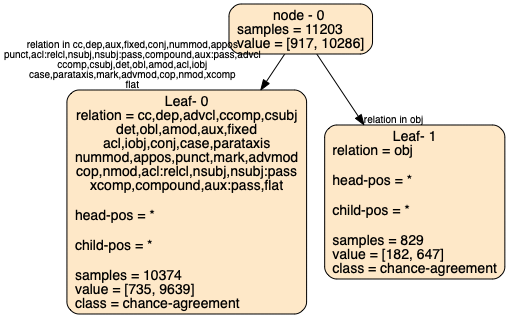 node - 0
samples = 11203
value = [917, 10286]
relation in cc,dep,aux,fixed,conj,nummod,appos
punct,acl:relcl,nsubj,nsubj:pass,compound,aux:pass,advcl
ccomp,csubj,det,obl,amod,acl,iobj
case,parataxis,mark,advmod,cop,nmod,xcomp
flat
relation in obj
Leaf- 0
relation = cc,dep,advcl,ccomp,csubj
det,obl,amod,aux,fixed
acl,iobj,conj,case,parataxis
nummod,appos,punct,mark,advmod
cop,nmod,acl:relcl,nsubj,nsubj:pass
xcomp,compound,aux:pass,flat
head-pos = *
child-pos = *
samples = 10374
value = [735, 9639]
class = chance-agreement
Leaf- 1
relation = obj
head-pos = *
child-pos = *
samples = 829
value = [182, 647]
class = chance-agreement